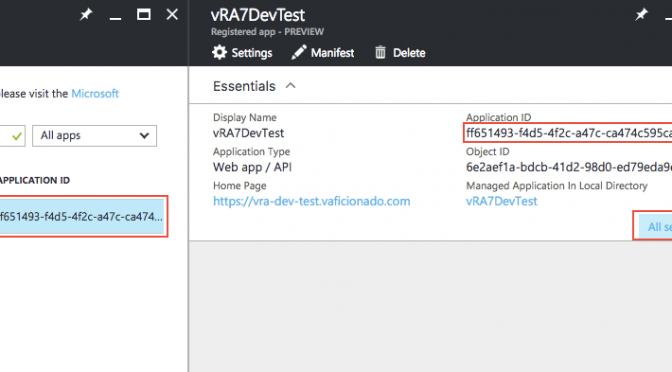 lease visit the Microsoft
All apps
APPLICATION ID
f651493-f4d5-4f2c-a47c-ca474...
vRA7DevTest
Registered app - PREVIEW
Settings Manifest Delete
Essentials
Display Name
vRA7DevTest
Application Type
Web app / API
Home Page
https://vra-dev-test.vaficionado.com
Application ID
ff651493-f4d5-4f2c-a47c-ca474c595ca
Object ID
6e2aef1a-bdcb-41d2-98d0-ed79eda9
Managed Application In Local Directory
vRA7DevTest
All se